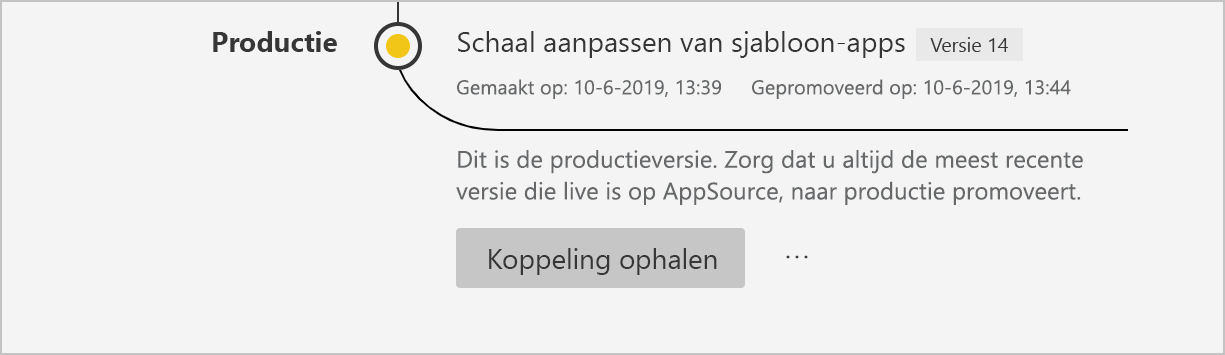 Productie
Schaal aanpassen van sjabloon-apps Versie 14
Gemaakt op: 10-6-2019, 13:39 Gepromoveerd op: 10-6-2019, 13:44
Dit is de productieversie. Zorg dat u altijd de meest recente
versie die live is op AppSource, naar productie promoveert.
Koppeling ophalen ...